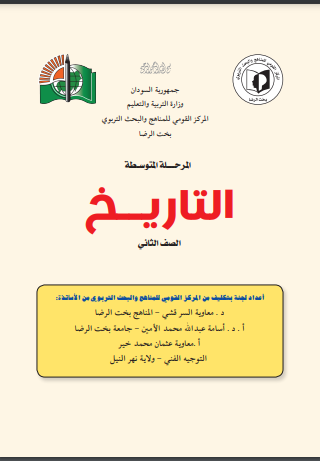 جمهورية السودان
وزارة التربية والتعليم
المركز القومي للمناهج والبحث التربوي
بخت الرضا
المرحلة المتوسطة
التاريخ
الصف الثاني
أعداد لجنة بتكليف من المركز القومي للمناهج والبحث التربوي من الأساتذة:
د . معاوية السر قشي - المناهج بخت الرضا
أ . د . أسامة عبدالله محمد الأمين - جامعة بخت الرضا
أ .معاوية عثمان محمد خير
التوجيه الفني - ولاية نهر النيل